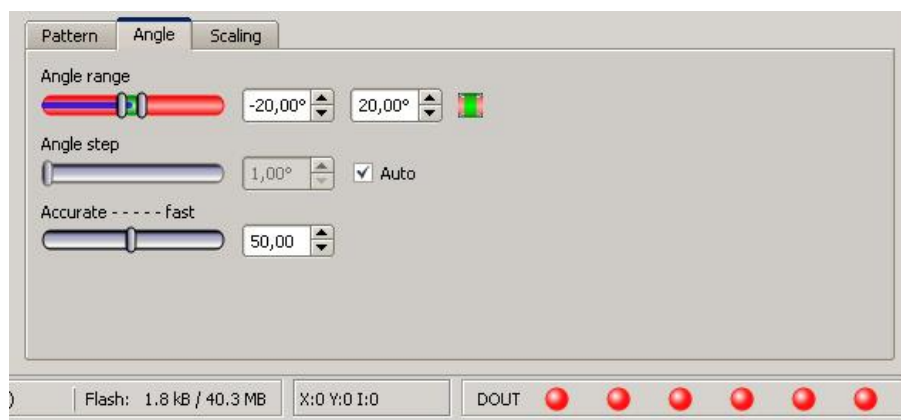 Pattern Angle Scaling
Angle range
-20,00° 20,00°
Angle step
1,00° Auto
Accurate - - - - - fast
50,00
) Flash: 1.8 kB / 40.3 MB X:0 Y:0 I:0 DOUT